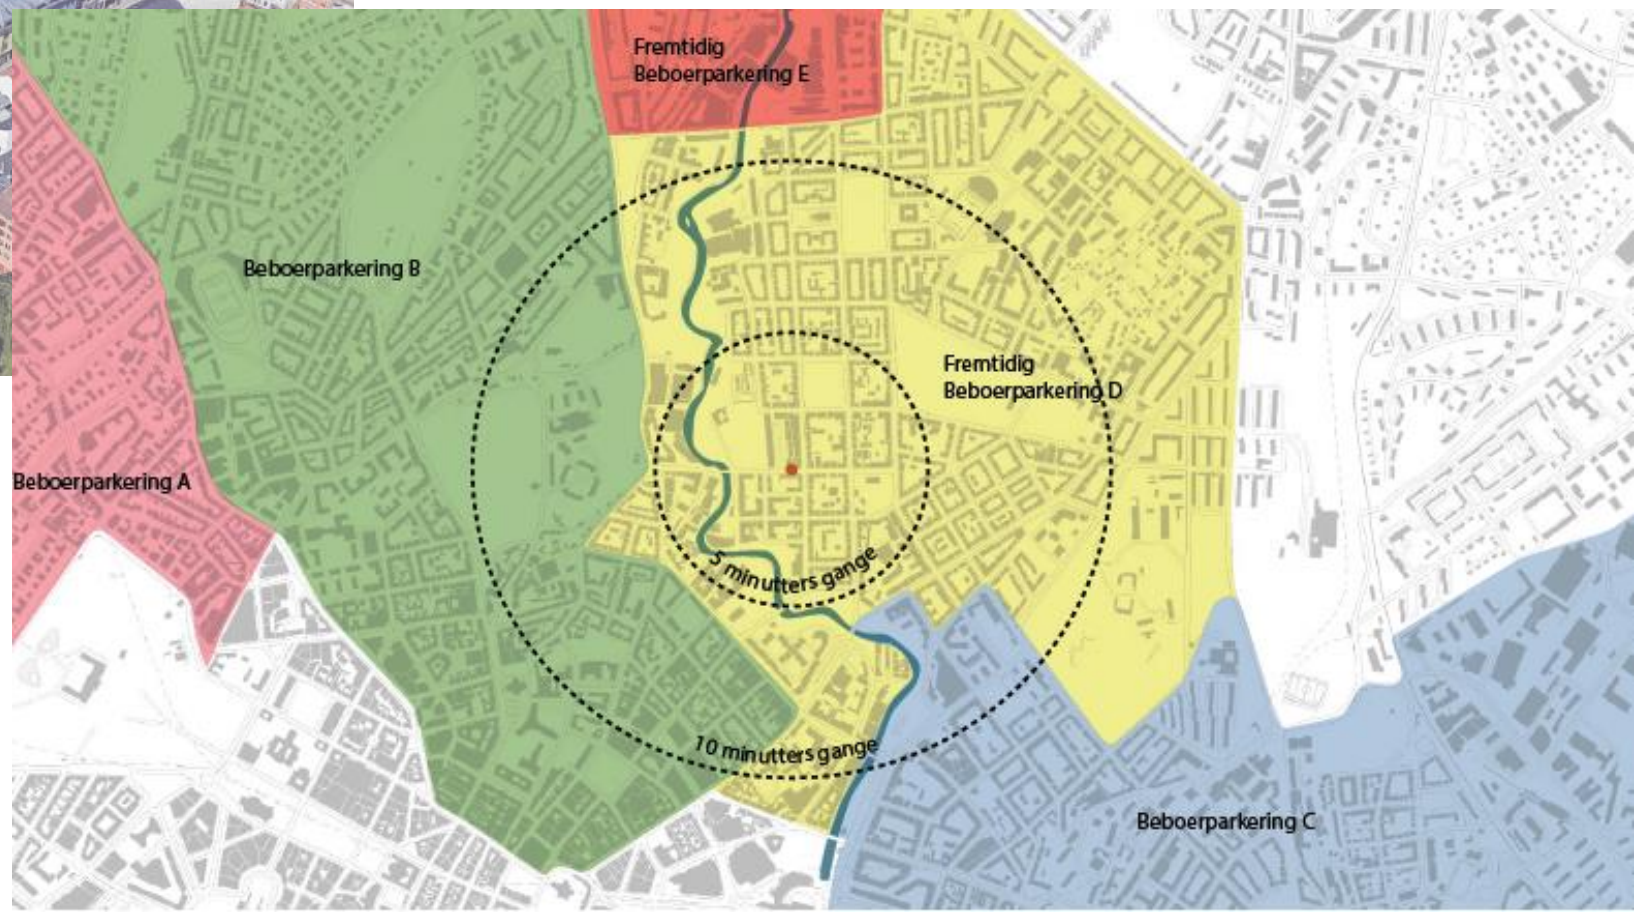 Fremtidig
Beboerparkering E
Beboerparkering B
Fremtidig
Beboerparkering D
Beboerparkering A
5 minutters gange
10 minutters gange
Beboerparkering C